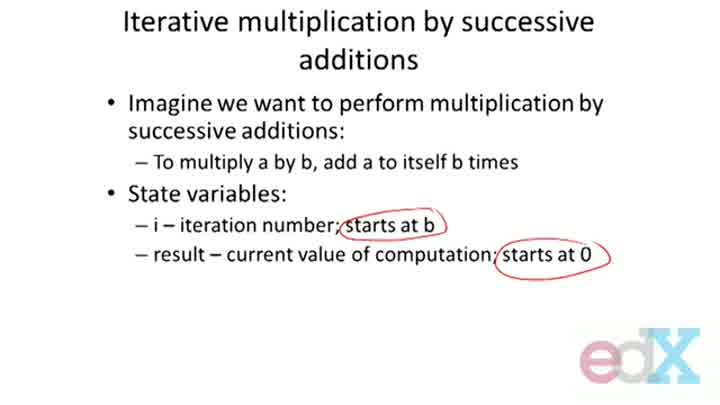 Iterative multiplication by successive
additions
• Imagine we want to perform multiplication by
successive additions:
– To multiply a by b, add a to itself b times
• State variables:
– i – iteration number; starts at b
– result – current value of computation; starts at 0
edX